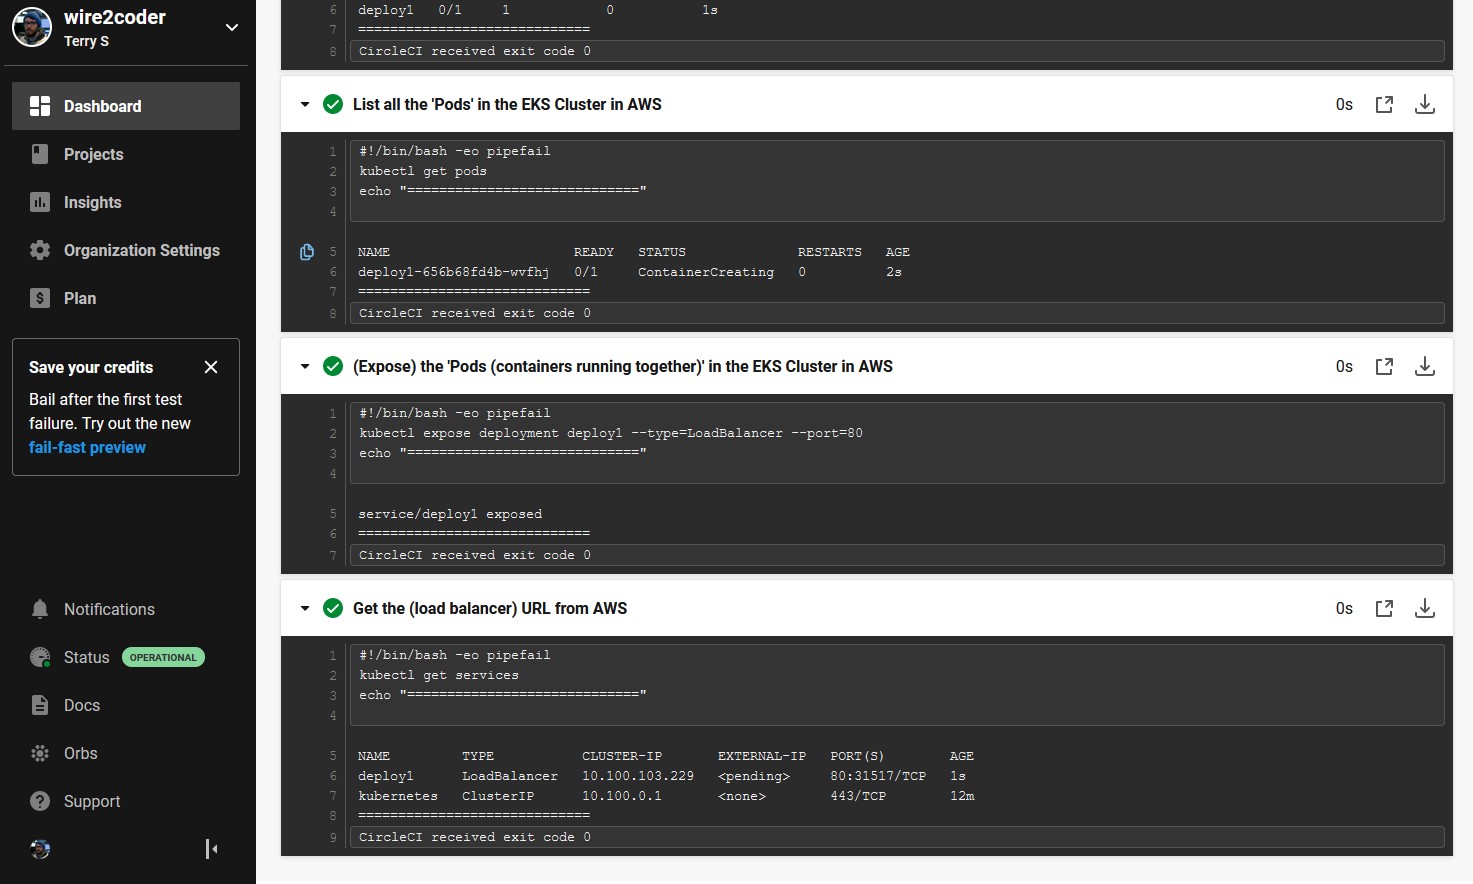 wire2coder
Terry S
Dashboard
Projects
Insights
Organization Settings
Plan
Save your credits
Bail after the first test
failure. Try out the new
fail-fast preview
Notifications
Status OPERATIONAL
Docs
Orbs
Support
6 deploy1 0/1 1 0 1s
7 =============================
8 CircleCI received exit code 0
List all the 'Pods' in the EKS Cluster in AWS 0s
1 #!/bin/bash -eo pipefail
2 kubectl get pods
3 echo "============================="
4
5 NAME READY STATUS RESTARTS AGE
6 deploy1-656b68fd4b-wvfhj 0/1 ContainerCreating 0 2s
7 =============================
8 CircleCI received exit code 0
(Expose) the 'Pods (containers running together)' in the EKS Cluster in AWS 0s
1 #!/bin/bash -eo pipefail
2 kubectl expose deployment deploy1 --type=LoadBalancer --port=80
3 echo "============================="
4
5 service/deploy1 exposed
6 =============================
7 CircleCI received exit code 0
Get the (load balancer) URL from AWS 0s
1 #!/bin/bash -eo pipefail
2 kubectl get services
3 echo "============================="
4
5 NAME TYPE CLUSTER-IP EXTERNAL-IP PORT(S) AGE
6 deploy1 LoadBalancer 10.100.103.229 <pending> 80:31517/TCP 1s
7 kubernetes ClusterIP 10.100.0.1 <none> 443/TCP 12m
8 =============================
9 CircleCI received exit code 0